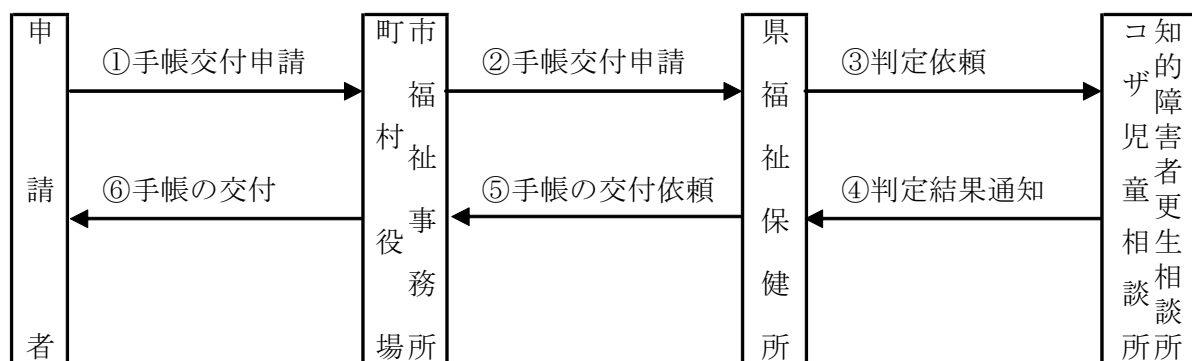 申請者
①手帳交付申請
⑥手帳の交付
市福祉事務所
町村役場
②手帳交付申請
⑤手帳の交付依頼
県福祉保健所
③判定依頼
④判定結果通知
知的障害者更生相談所
コザ児童相談所